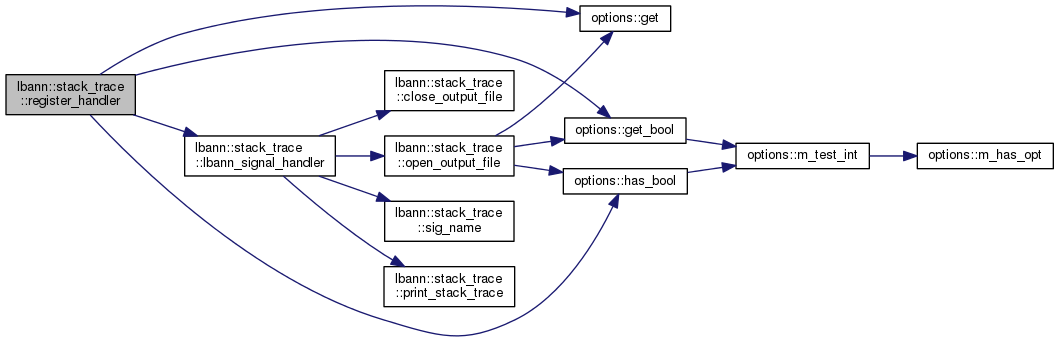 lbann::stack_trace
::register_handler
lbann::stack_trace
::lbann_signal_handler
lbann::stack_trace
::close_output_file
lbann::stack_trace
::open_output_file
lbann::stack_trace
::sig_name
lbann::stack_trace
::print_stack_trace
options::get
options::get_bool
options::has_bool
options::m_test_int
options::m_has_opt